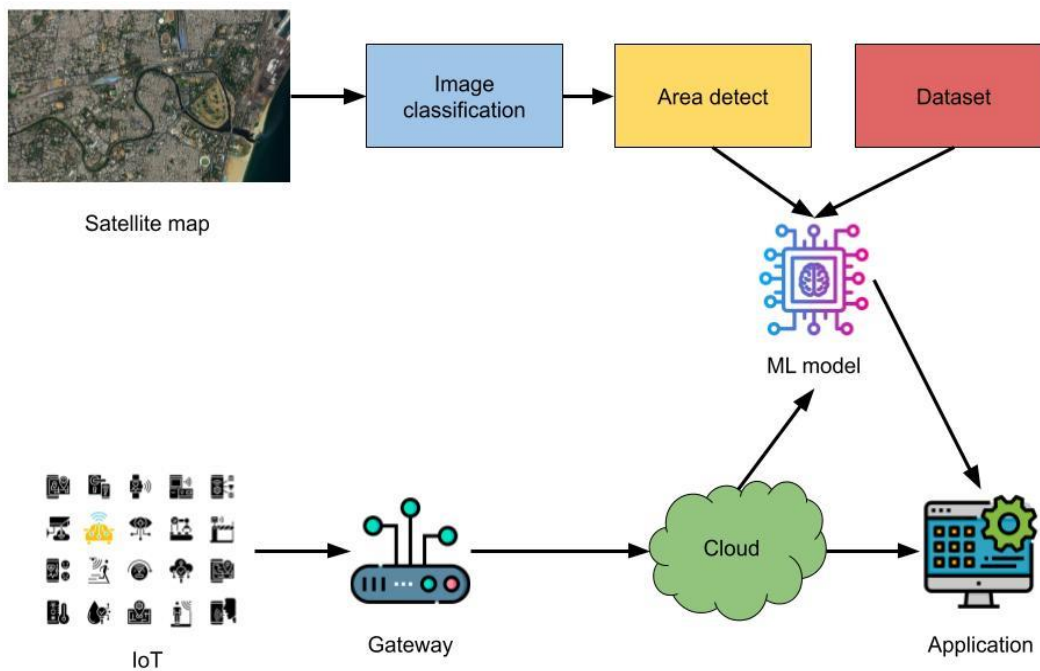 Image
classification
Area detect
Dataset
Satellite map
ML model
Cloud
IoT
Gateway
Application